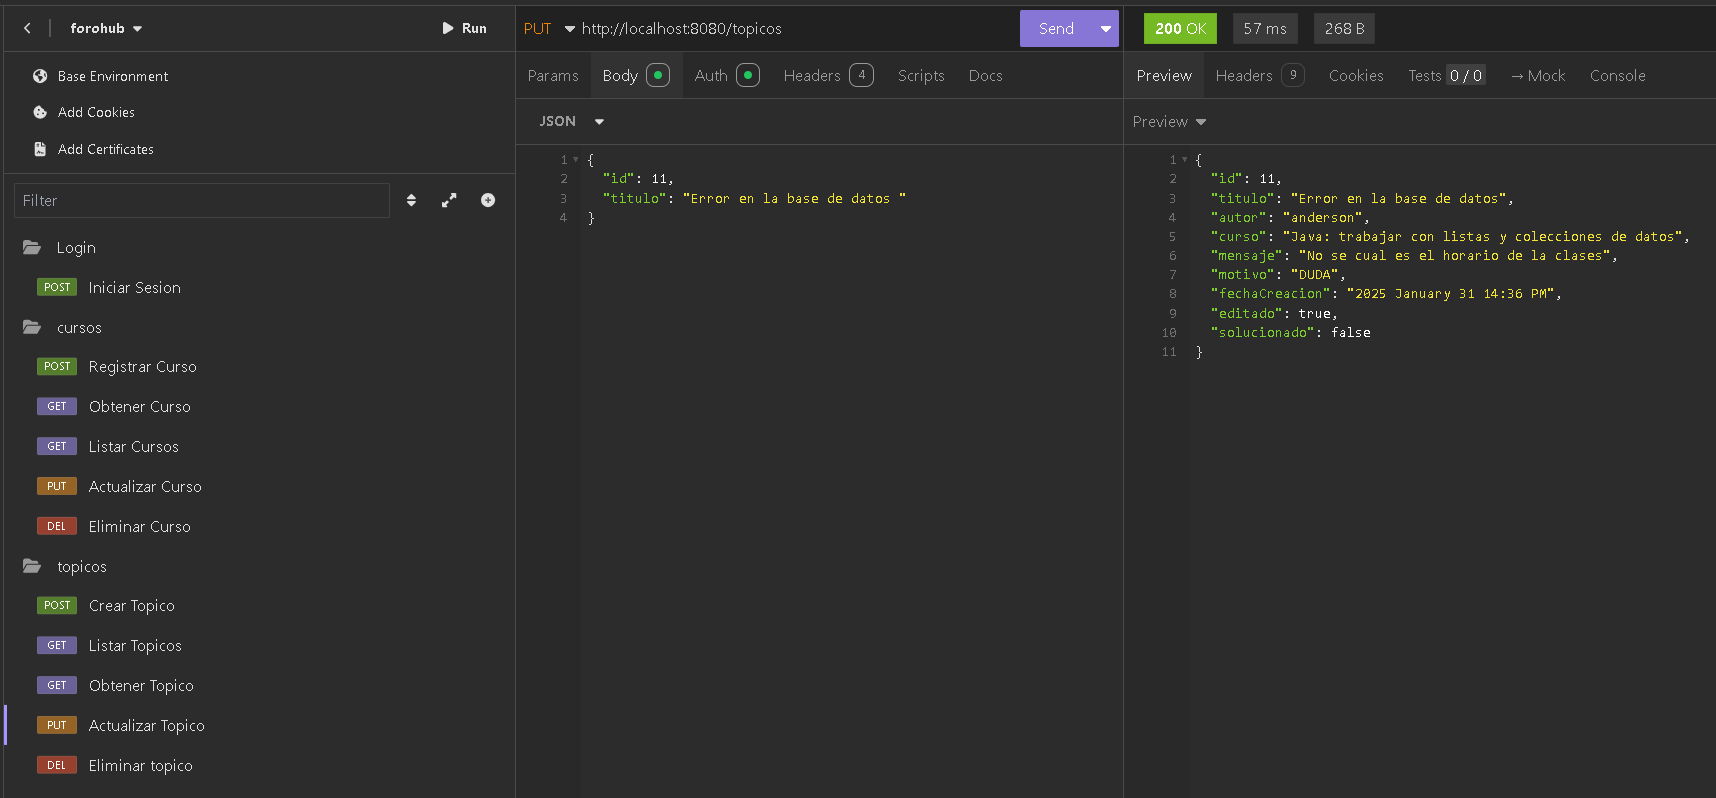 forohub
Run
Base Environment
Add Cookies
Add Certificates
Filter
Login
POST Iniciar Sesion
cursos
POST Registrar Curso
GET Obtener Curso
GET Listar Cursos
PUT Actualizar Curso
DEL Eliminar Curso
topicos
POST Crear Topico
GET Listar Topicos
GET Obtener Topico
PUT Actualizar Topico
DEL Eliminar topico
PUT http://localhost:8080/topicos Send
Params Body Auth Headers 4 Scripts Docs
JSON
1 {
2 "id": 11,
3 "titulo": "Error en la base de datos "
4 }
200 OK 57 ms 268 B
Preview Headers 9 Cookies Tests 0 / 0 → Mock Console
Preview
1 {
2 "id": 11,
3 "titulo": "Error en la base de datos",
4 "autor": "anderson",
5 "curso": "Java: trabajar con listas y colecciones de datos",
6 "mensaje": "No se cual es el horario de la clases",
7 "motivo": "DUDA",
8 "fechaCreacion": "2025 January 31 14:36 PM",
9 "editado": true,
10 "solucionado": false
11 }